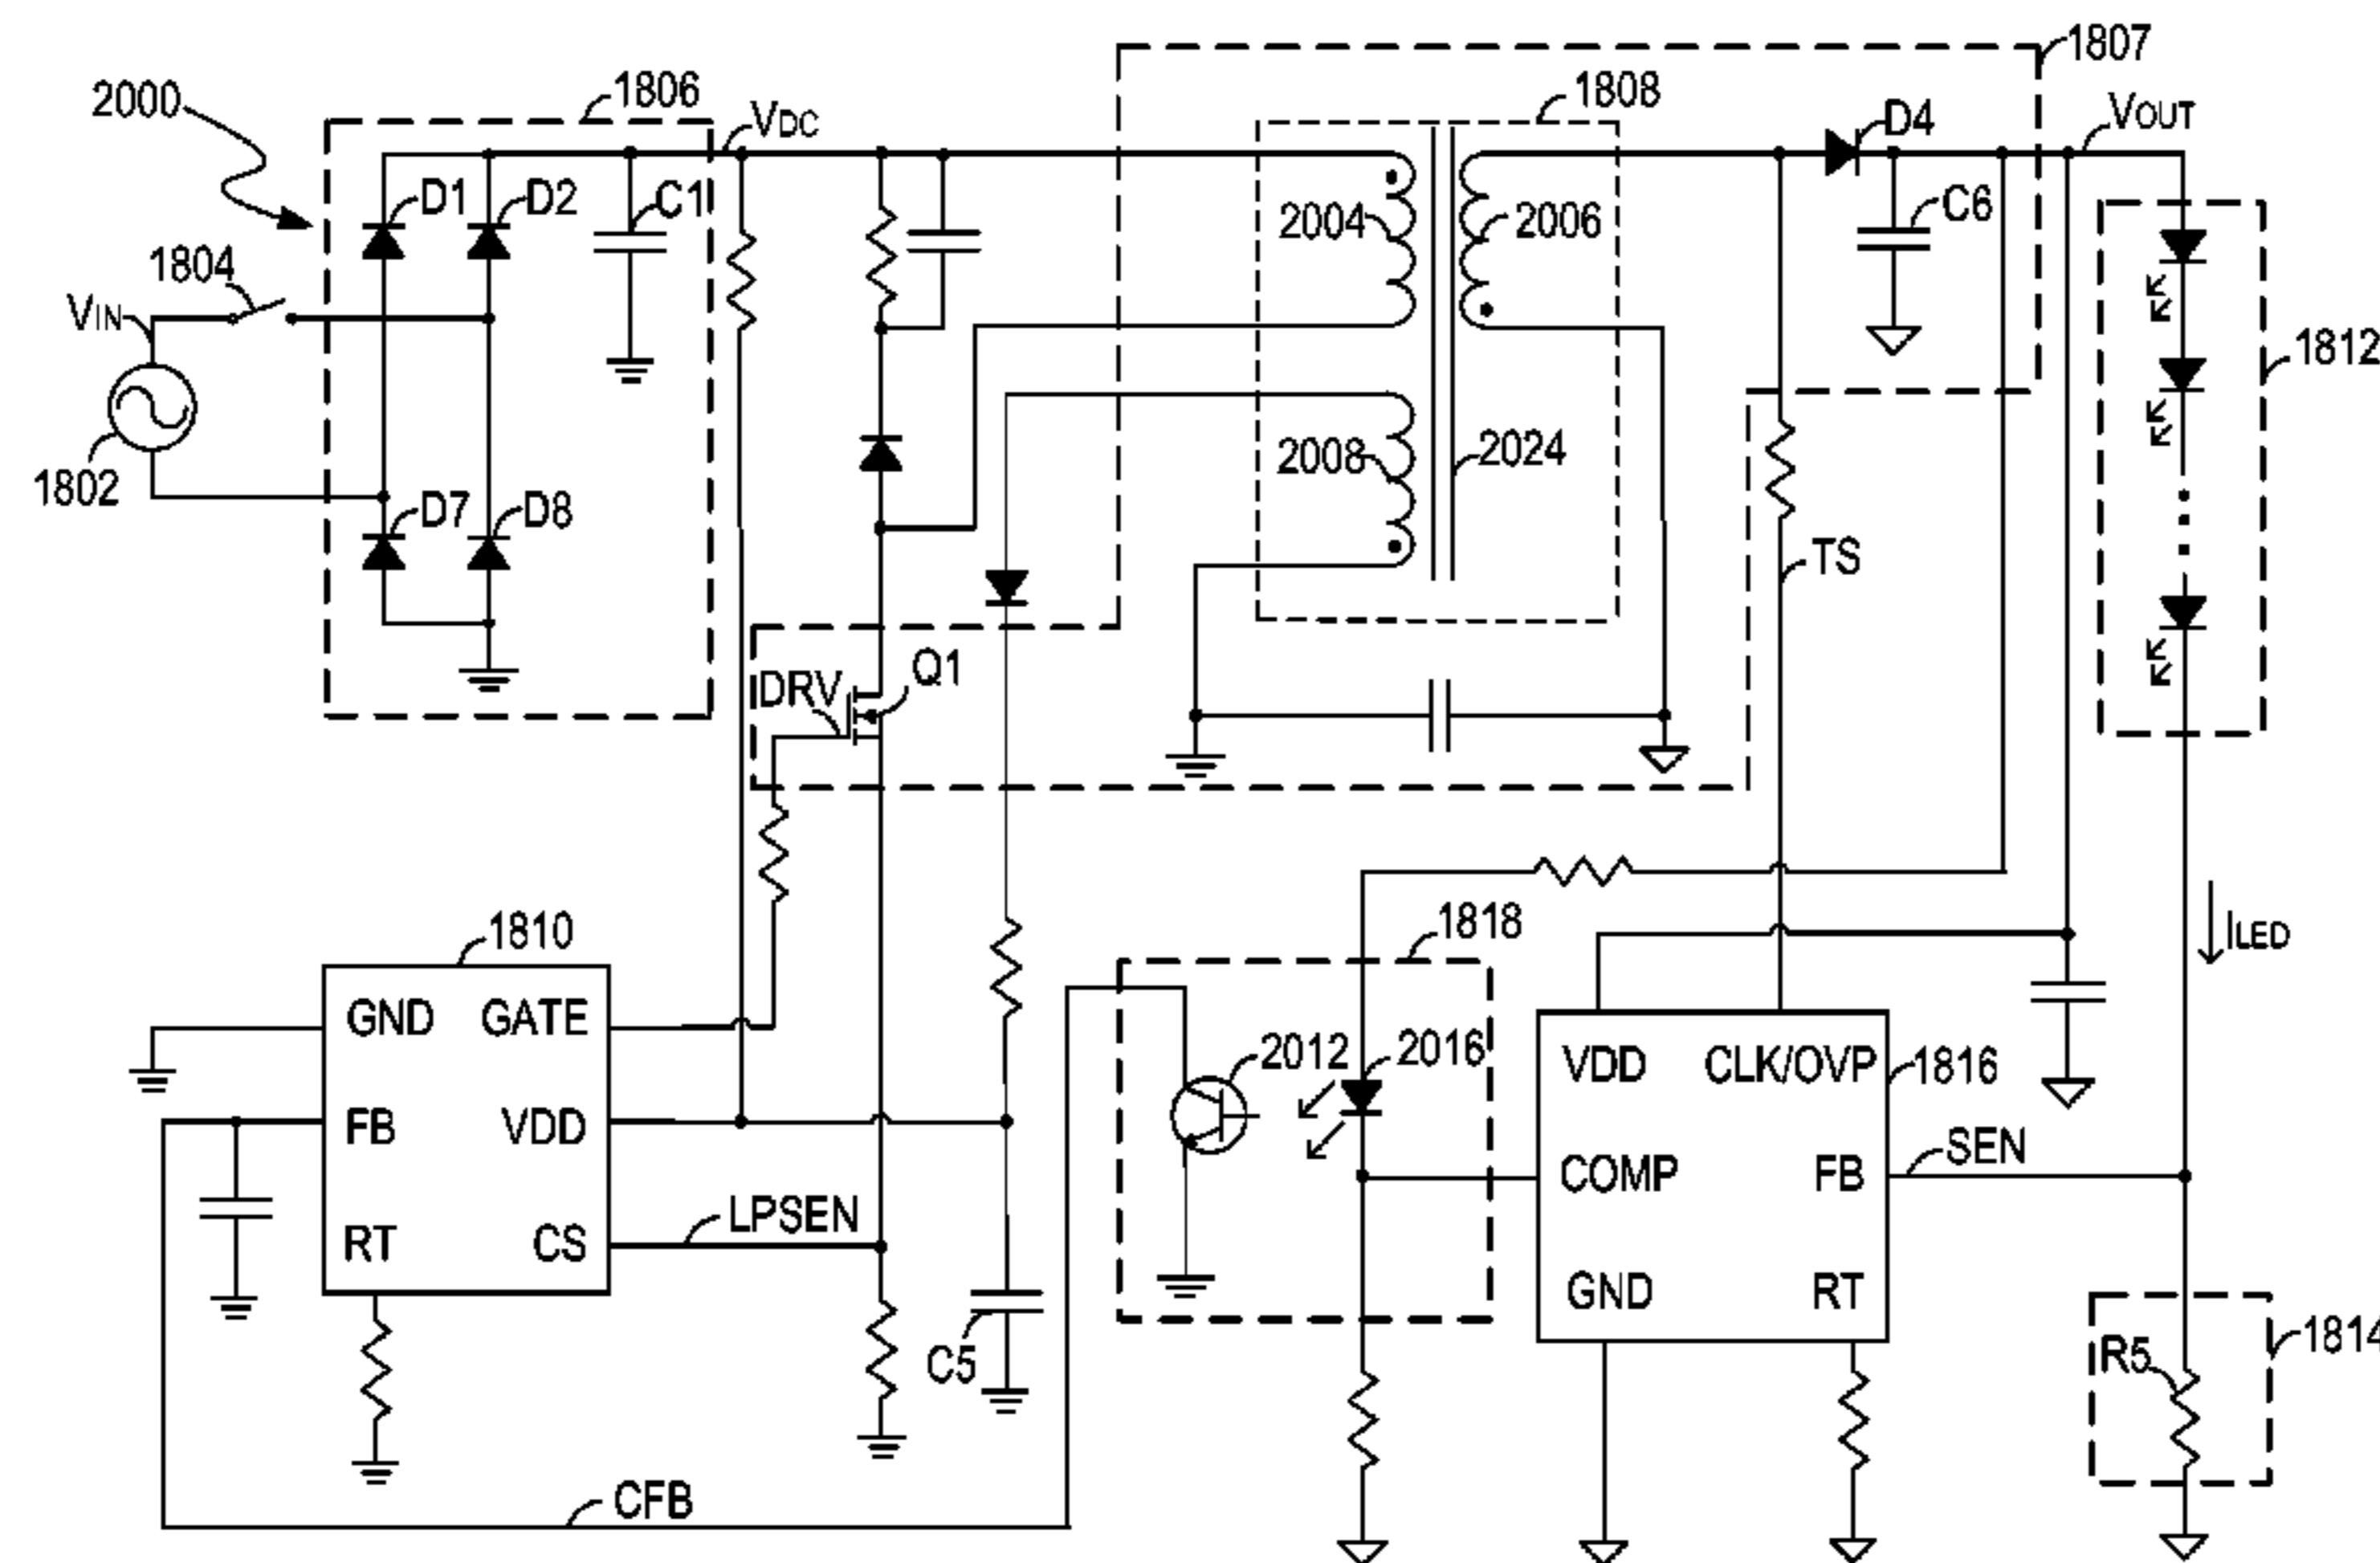 1807
2000
1806
1808
VDC
D4
VOUT
D1
D2
C1
2004
2006
C6
1804
VIN
1812
2008
2024
1802
D7
D8
TS
DRV
Q1
1810
1818
ILED
GND
GATE
2012
2016
VDD
CLK/OVP
1816
FB
VDD
SEN
COMP
FB
LPSEN
RT
CS
GND
RT
1814
C5
R5
CFB